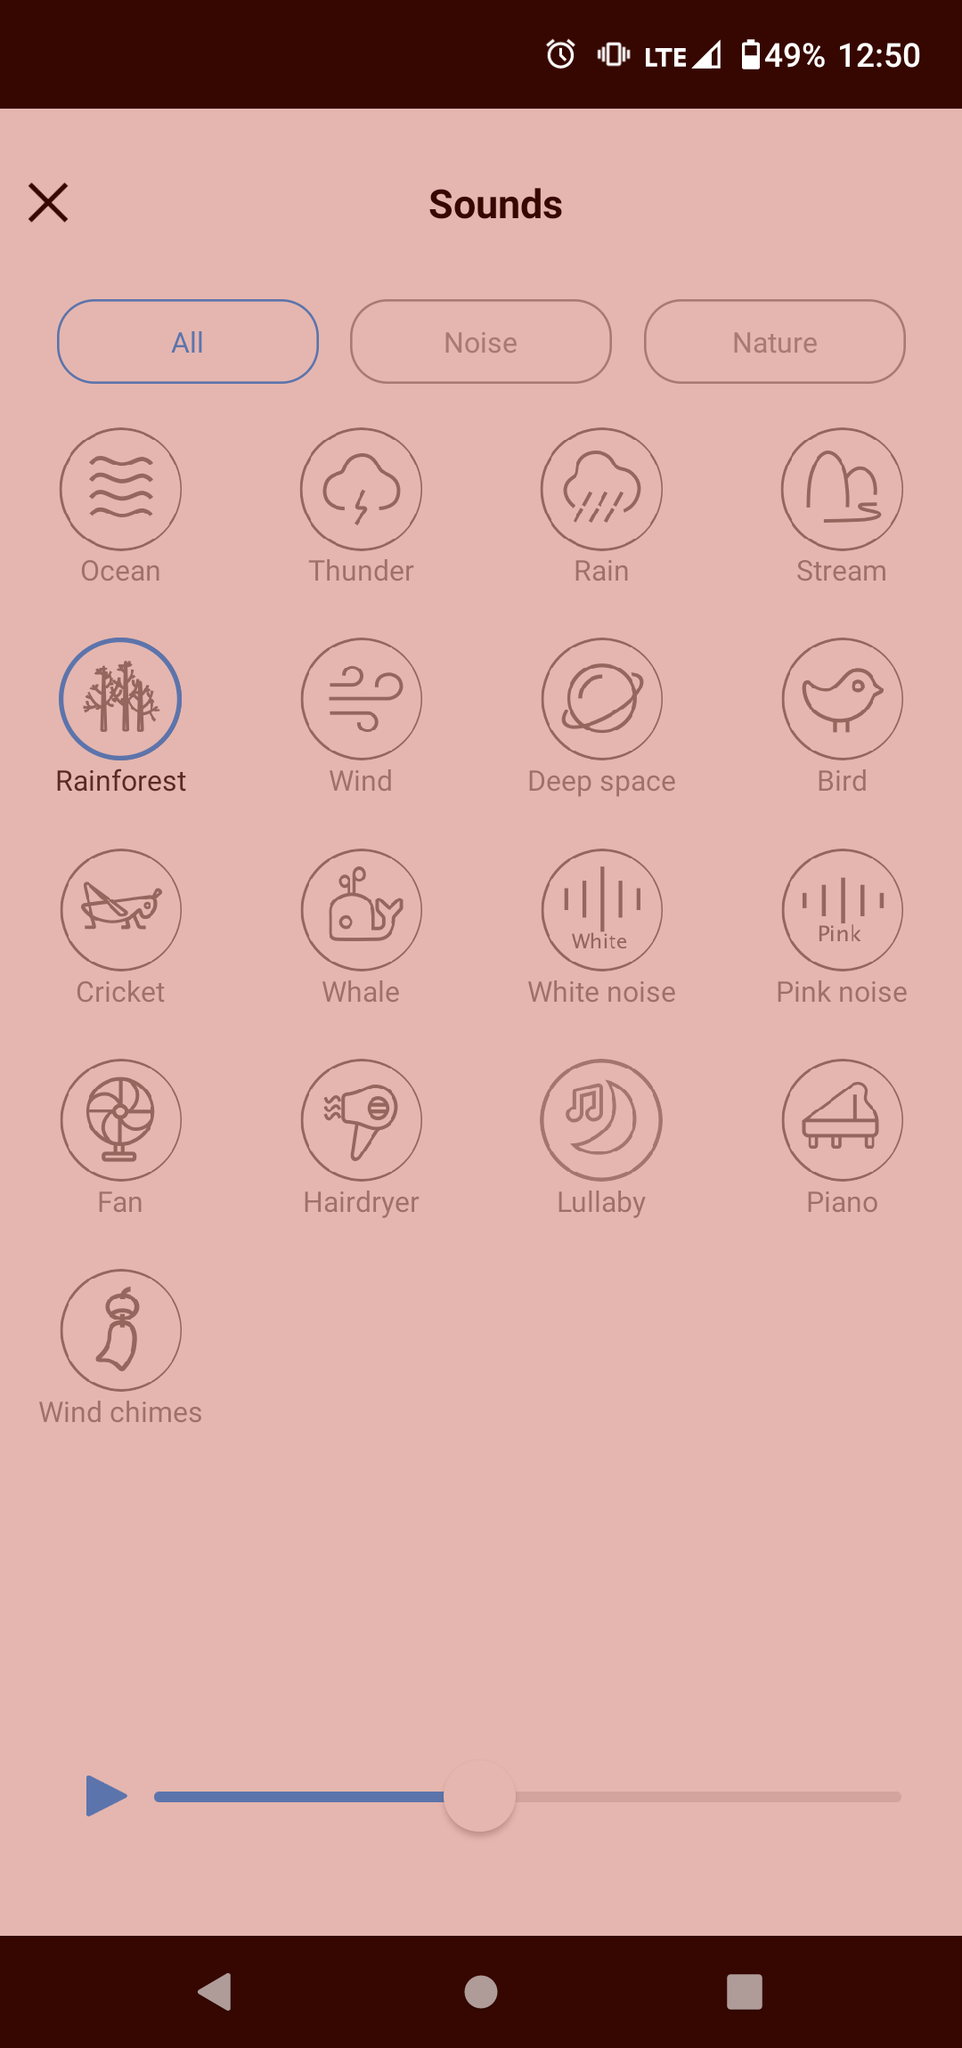 LTE 49% 12:50
Sounds
All Noise Nature
Ocean Thunder Rain Stream
Rainforest Wind Deep space Bird
White Pink
Cricket Whale White noise Pink noise
Fan Hairdryer Lullaby Piano
Wind chimes